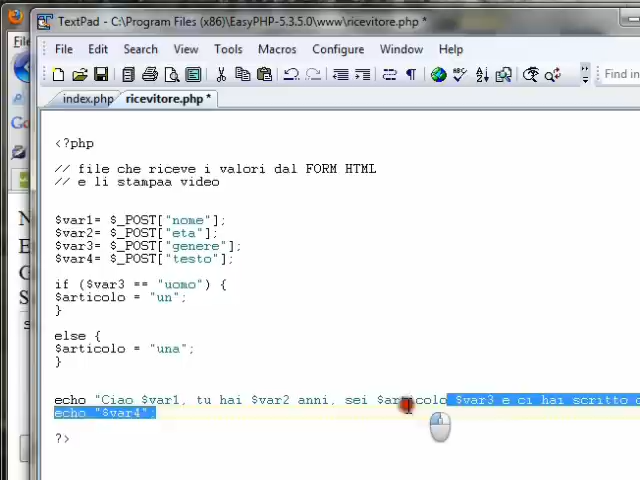 TextPad - [C:\Program Files (x86)\EasyPHP-5.3.5.0\www\ricevitore.php *
File Edit Search View Tools Macros Configure Window Help
Find in
index.php ricevitore.php *
<?php
// file che riceve i valori dal FORM HTML
// e li stampaa video
$var1= $_POST["nome"];
$var2= $_POST["eta"];
$var3= $_POST["genere"];
$var4= $_POST["testo"];
if ($var3 == "uomo") {
$articolo = "un";
}
else {
$articolo = "una";
}
echo "Ciao $var1, tu hai $var2 anni, sei $articolo $var3 e ci hai scritto
echo "$var4";
?>